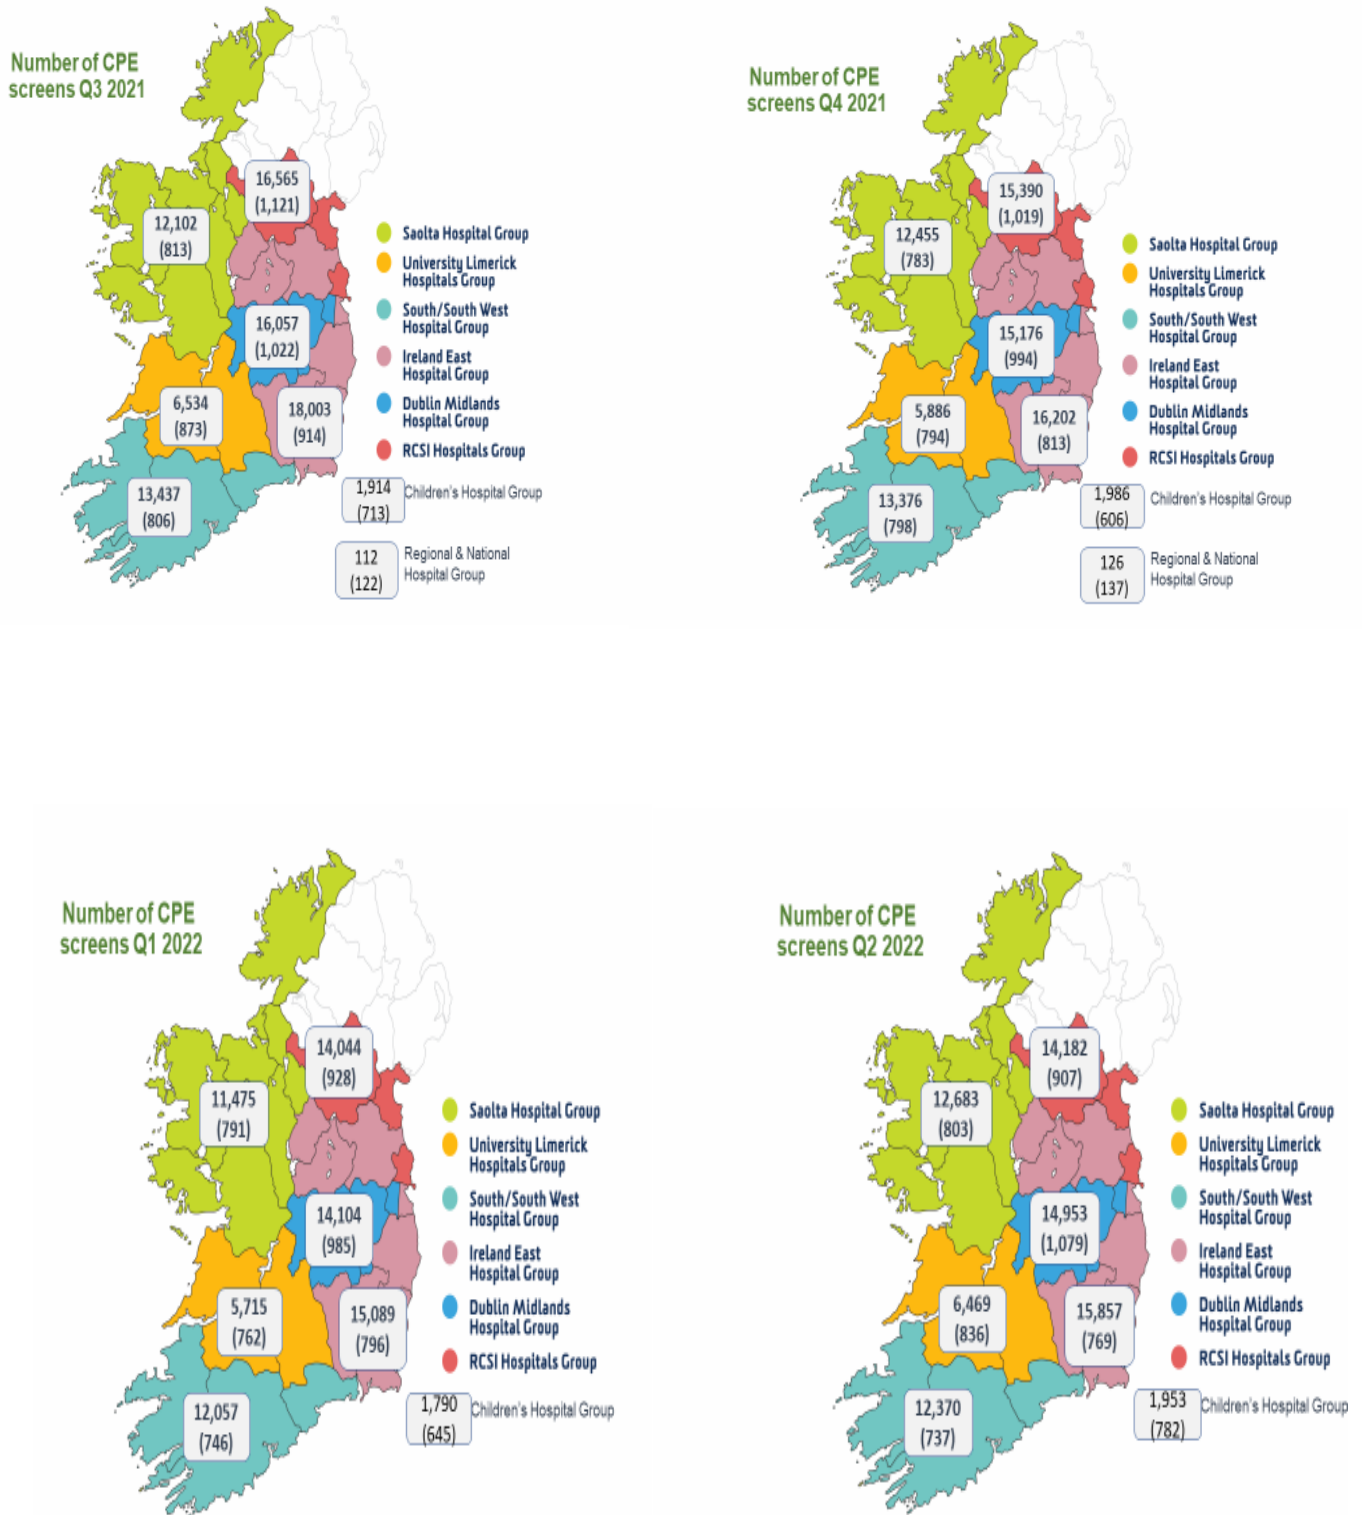 Number of CPE
screens Q3 2021
16,565
(1,121)
12,102
(813)
16,057
(1,022)
6,534
(873)
18,003
(914)
13,437
(806)
Saolta Hospital Group
University Limerick
Hospitals Group
South/South West
Hospital Group
Ireland East
Hospital Group
Dublin Midlands
Hospital Group
RCSI Hospitals Group
1,914
(713)
Children's Hospital Group
112
(122)
Regional & National
Hospital Group
Number of CPE
screens Q4 2021
15,390
(1,019)
12,455
(783)
15,176
(994)
5,886
(794)
16,202
(813)
13,376
(798)
Saolta Hospital Group
University Limerick
Hospitals Group
South/South West
Hospital Group
Ireland East
Hospital Group
Dublin Midlands
Hospital Group
RCSI Hospitals Group
1,986
(606)
Children's Hospital Group
126
(137)
Regional & National
Hospital Group
Number of CPE
screens Q1 2022
14,044
(928)
11,475
(791)
14,104
(985)
5,715
(762)
15,089
(796)
12,057
(746)
Saolta Hospital Group
University Limerick
Hospitals Group
South/South West
Hospital Group
Ireland East
Hospital Group
Dublin Midlands
Hospital Group
RCSI Hospitals Group
1,790
(645)
Children's Hospital Group
Number of CPE
screens Q2 2022
14,182
(907)
12,683
(803)
14,953
(1,079)
6,469
(836)
15,857
(769)
12,370
(737)
Saolta Hospital Group
University Limerick
Hospitals Group
South/South West
Hospital Group
Ireland East
Hospital Group
Dublin Midlands
Hospital Group
RCSI Hospitals Group
1,953
(782)
Children's Hospital Group